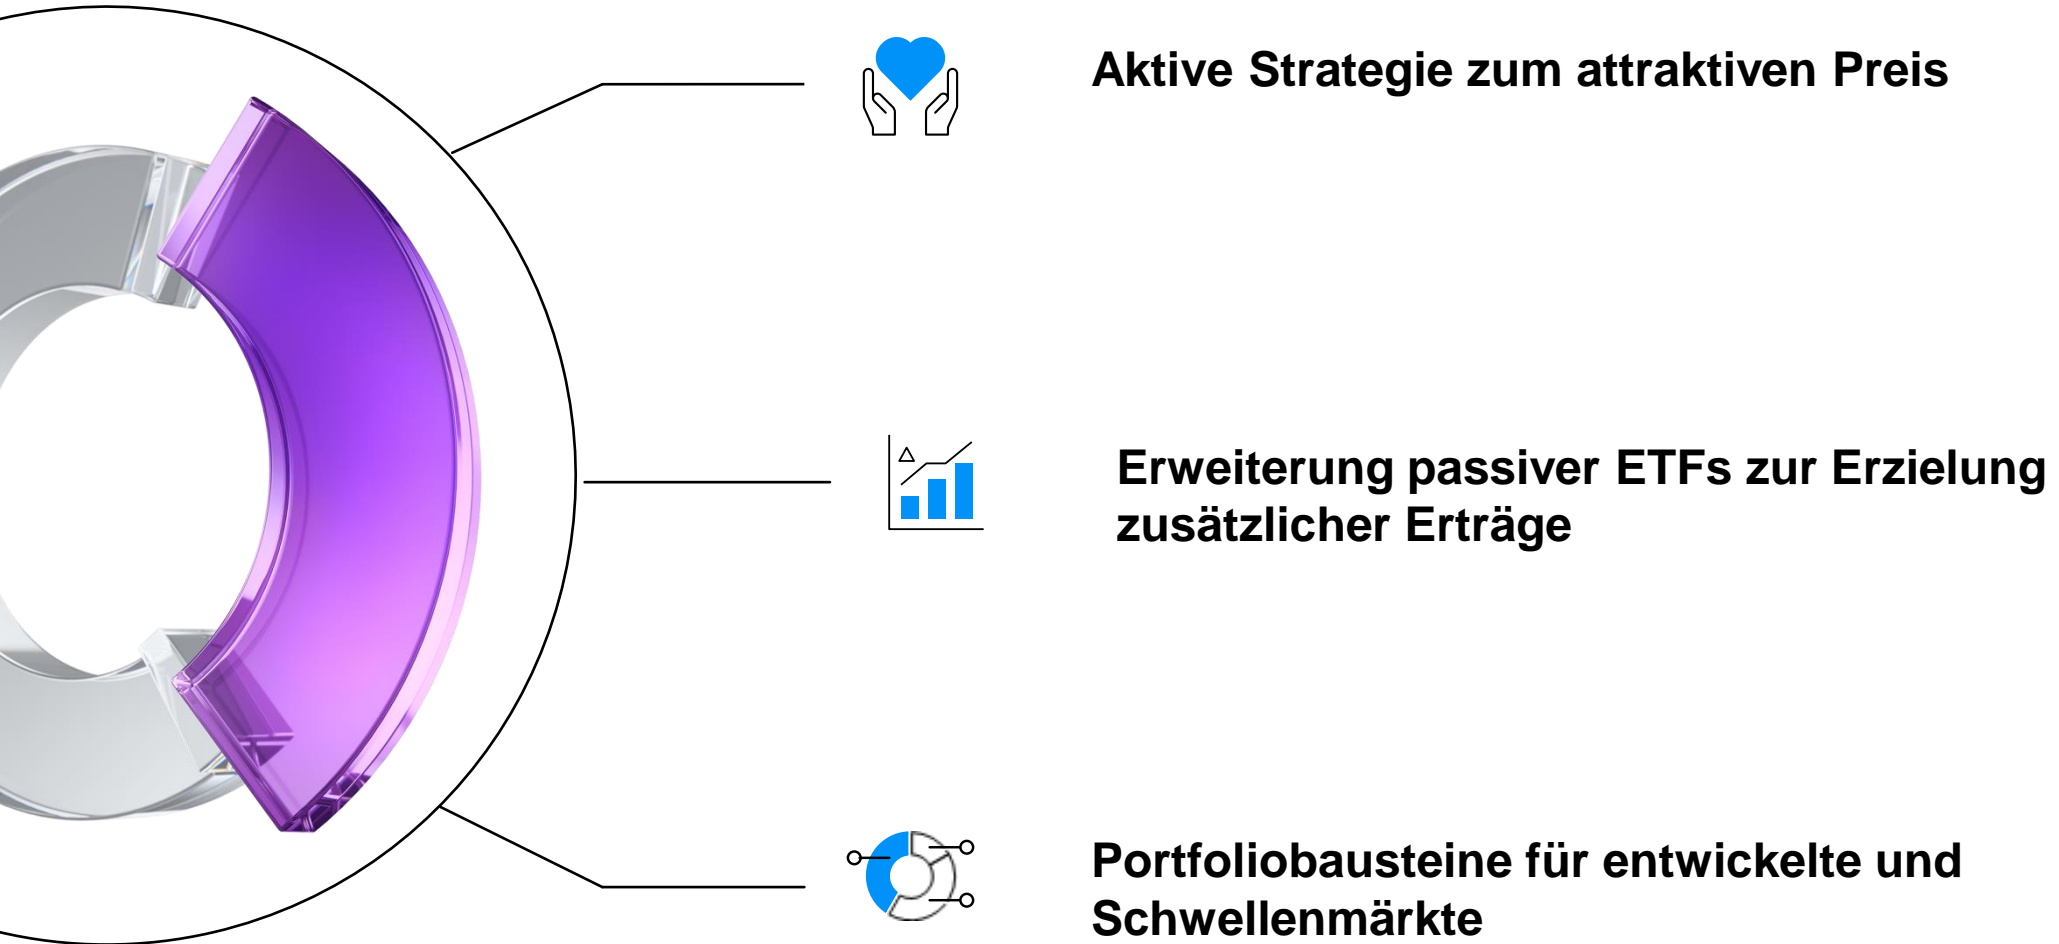 Aktive Strategie zum attraktiven Preis
Erweiterung passiver ETFs zur Erzielung
zusätzlicher Erträge
Portfoliobausteine für entwickelte und
Schwellenmärkte